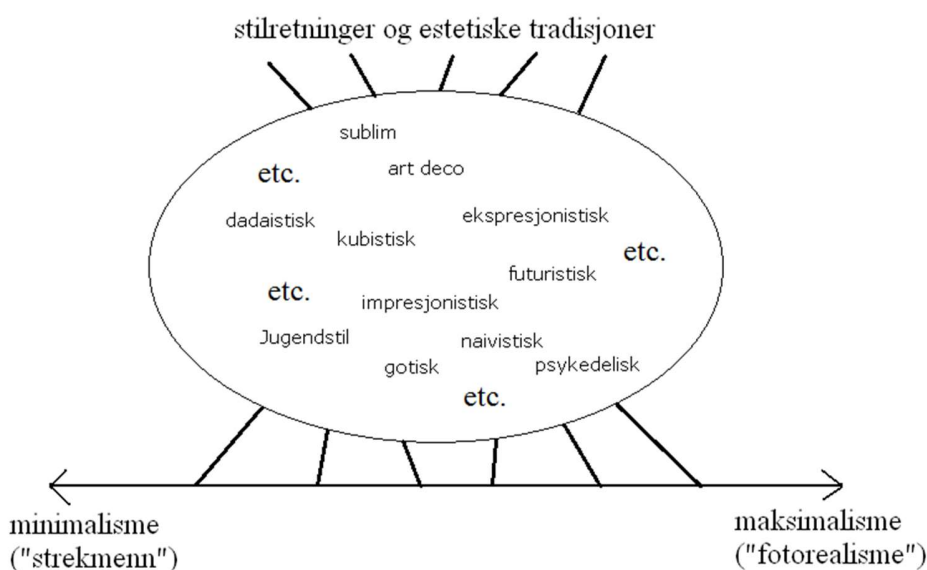 stilretninger og estetiske tradisjoner
sublim
etc.
art deco
dadaistisk
ekspresjonistisk
kubistisk
etc.
futuristisk
etc.
impresjonistisk
Jugendstil
naivistisk
gotisk
psykedelisk
etc.
minimalisme
("strekmenn")
maksimalisme
("fotorealisme")